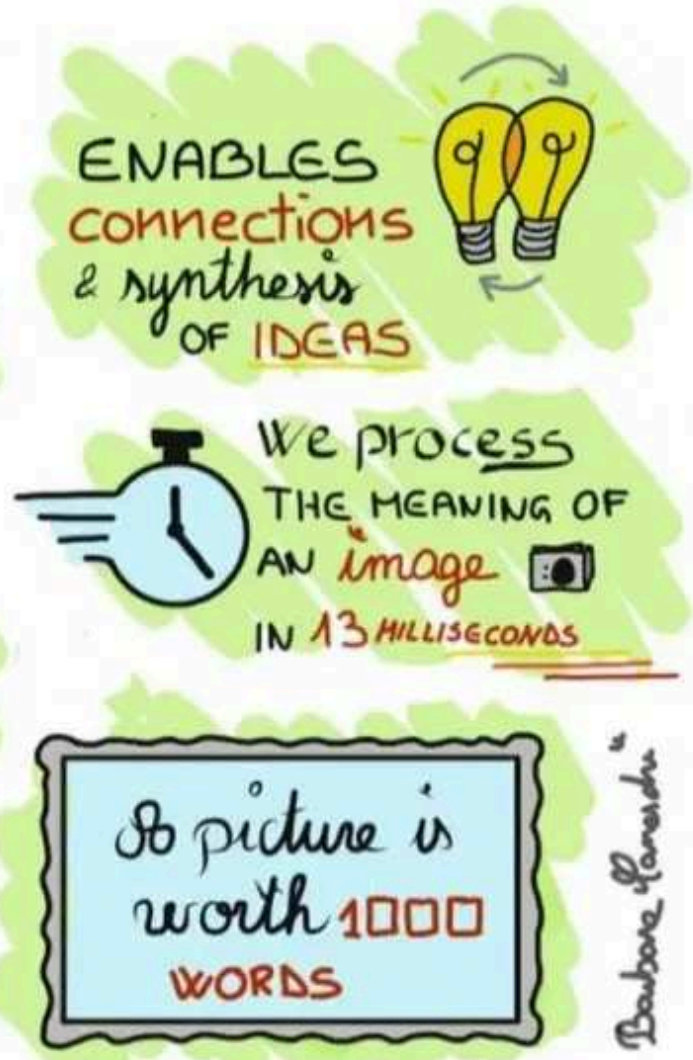 ENABLES
connections
& synthesis
OF IDEAS
We process
THE MEANING OF
AN image
IN 13 MILLISECONDS
A picture is
worth 1000
WORDS
Barbara